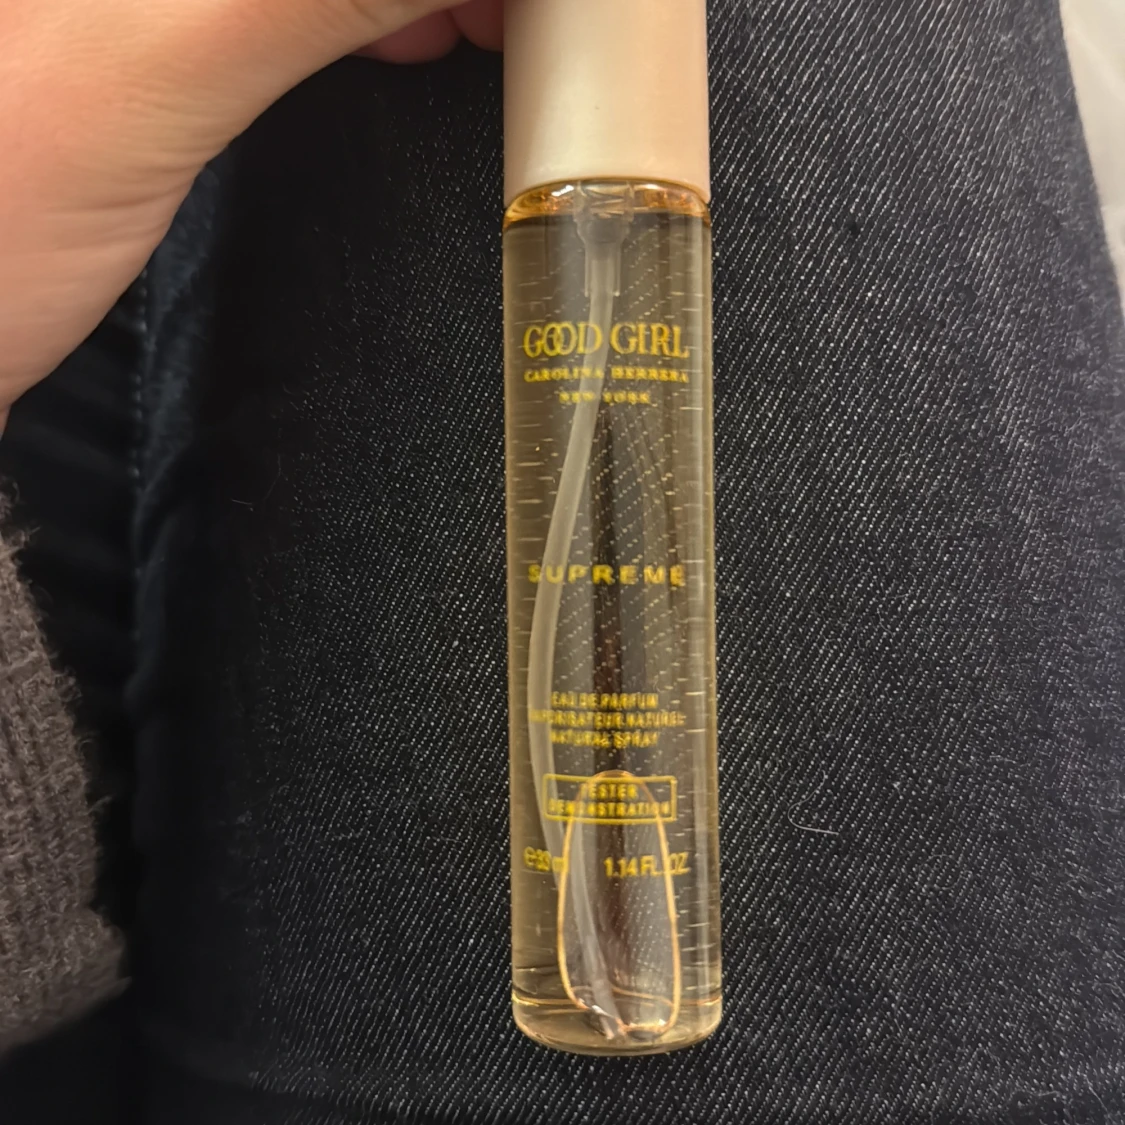 GOOD GIRL
CAROLINA HERRERA
NEW YORK
SUPREME
EAU DE PARFUM
VAPORISATEUR NATUREL
NATURAL SPRAY
TESTER
DEMONSTRATION
1.14 FL. OZ